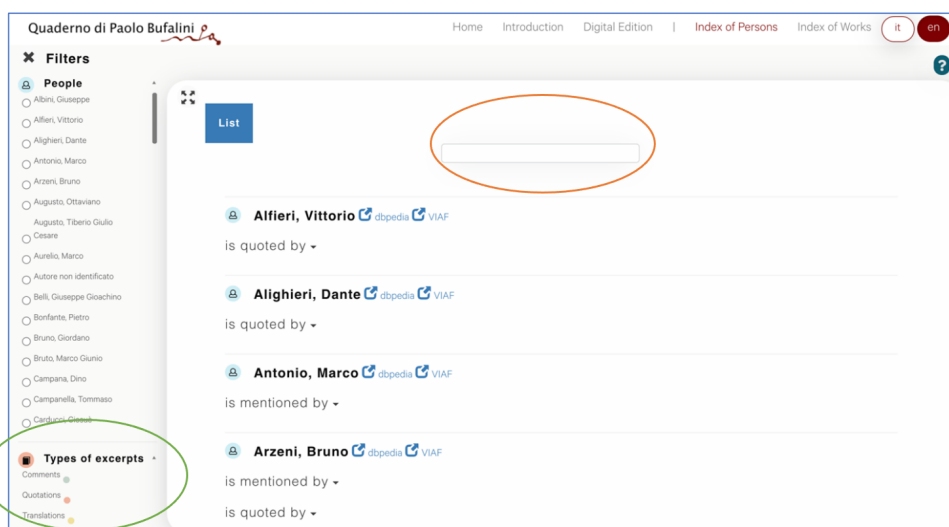 Quaderno di Paolo Bufalini
Home Introduction Digital Edition | Index of Persons Index of Works it en
✖ Filters
?
People
Albini, Giuseppe
Alfieri, Vittorio
Alighieri, Dante
Antonio, Marco
Arzeni, Bruno
Augusto, Ottaviano
Augusto, Tiberio Giulio
Cesare
Aurelio, Marco
Autore non identificato
Belli, Giuseppe Gioachino
Bonfante, Pietro
Bruno, Giordano
Bruto, Marco Giunio
Campana, Dino
Campanella, Tommaso
Carducci, Giosuè
Types of excerpts
Comments
Quotations
Translations
List
Alfieri, Vittorio dbpedia VIAF
is quoted by
Alighieri, Dante dbpedia VIAF
is quoted by
Antonio, Marco dbpedia VIAF
is mentioned by
Arzeni, Bruno dbpedia VIAF
is mentioned by
is quoted by